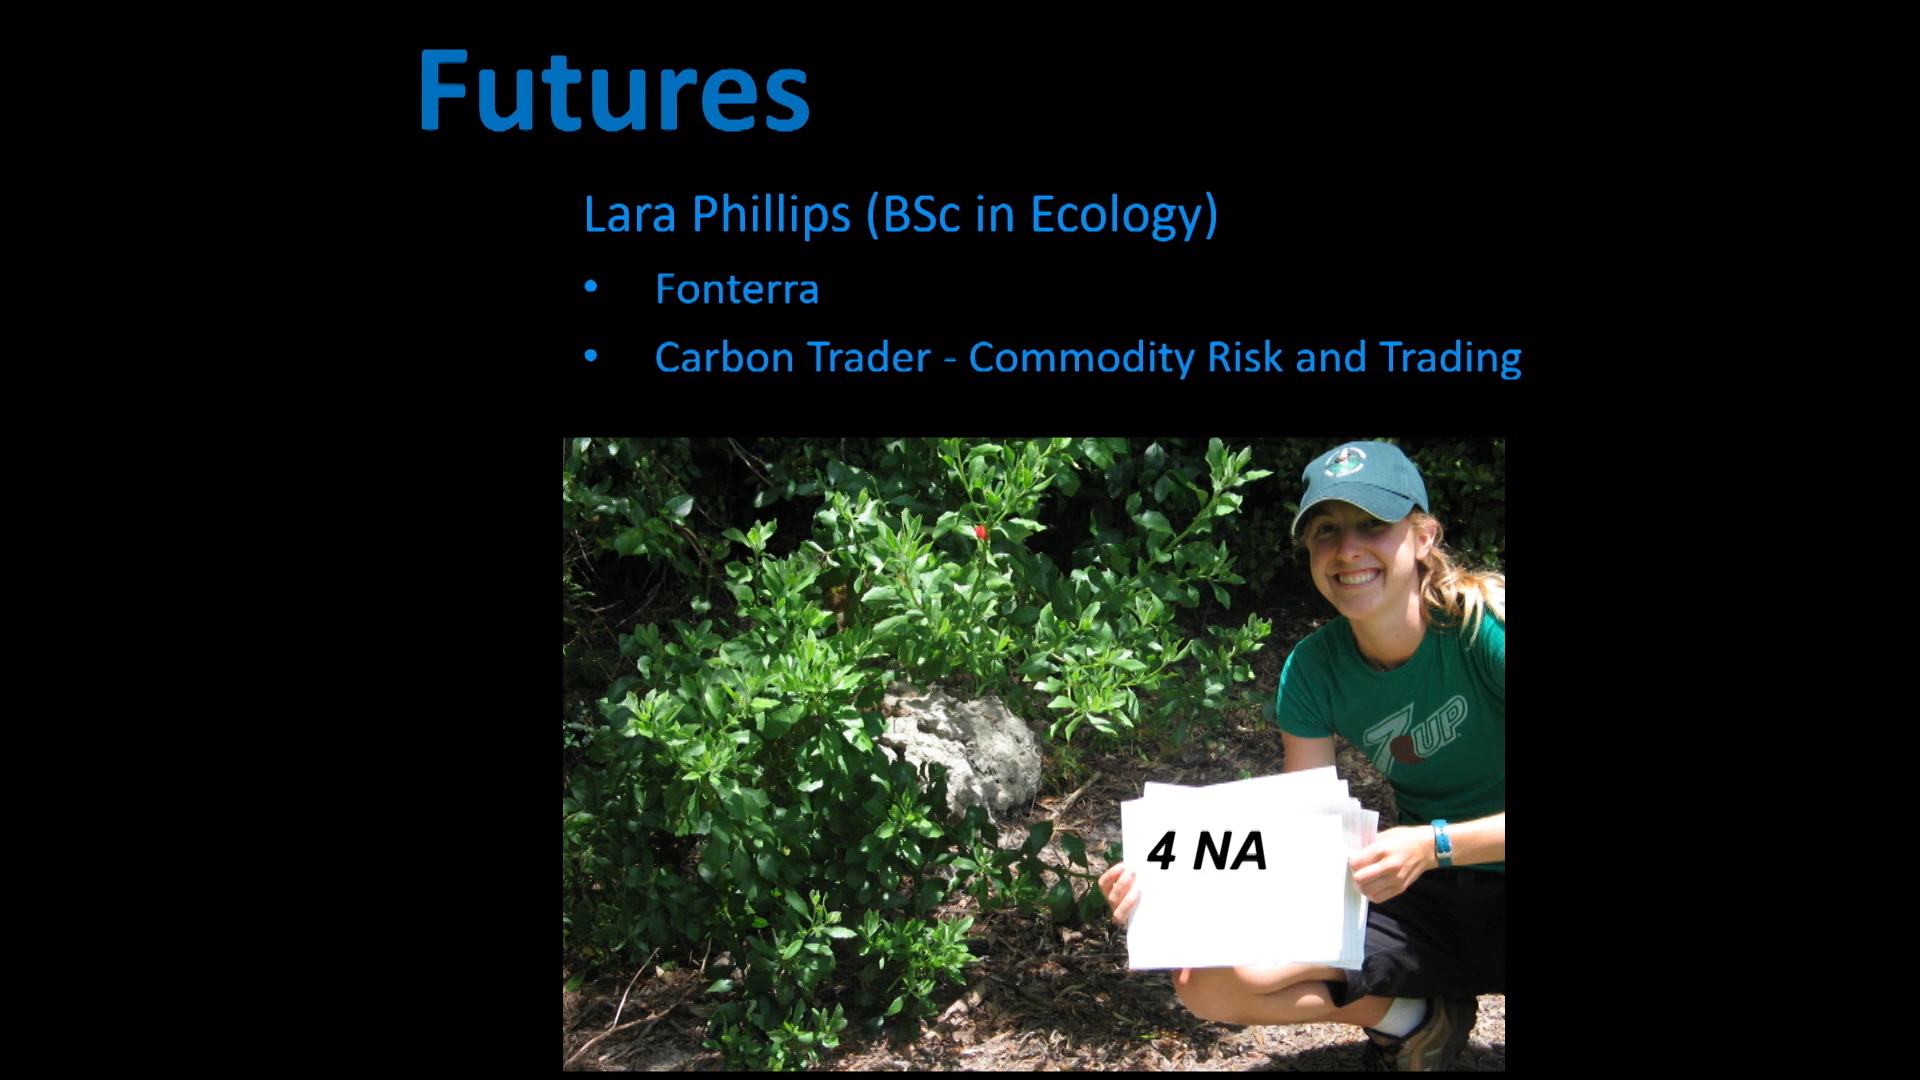 Futures
Lara Phillips (BSc in Ecology)
• Fonterra
• Carbon Trader - Commodity Risk and Trading
7UP
4 NA